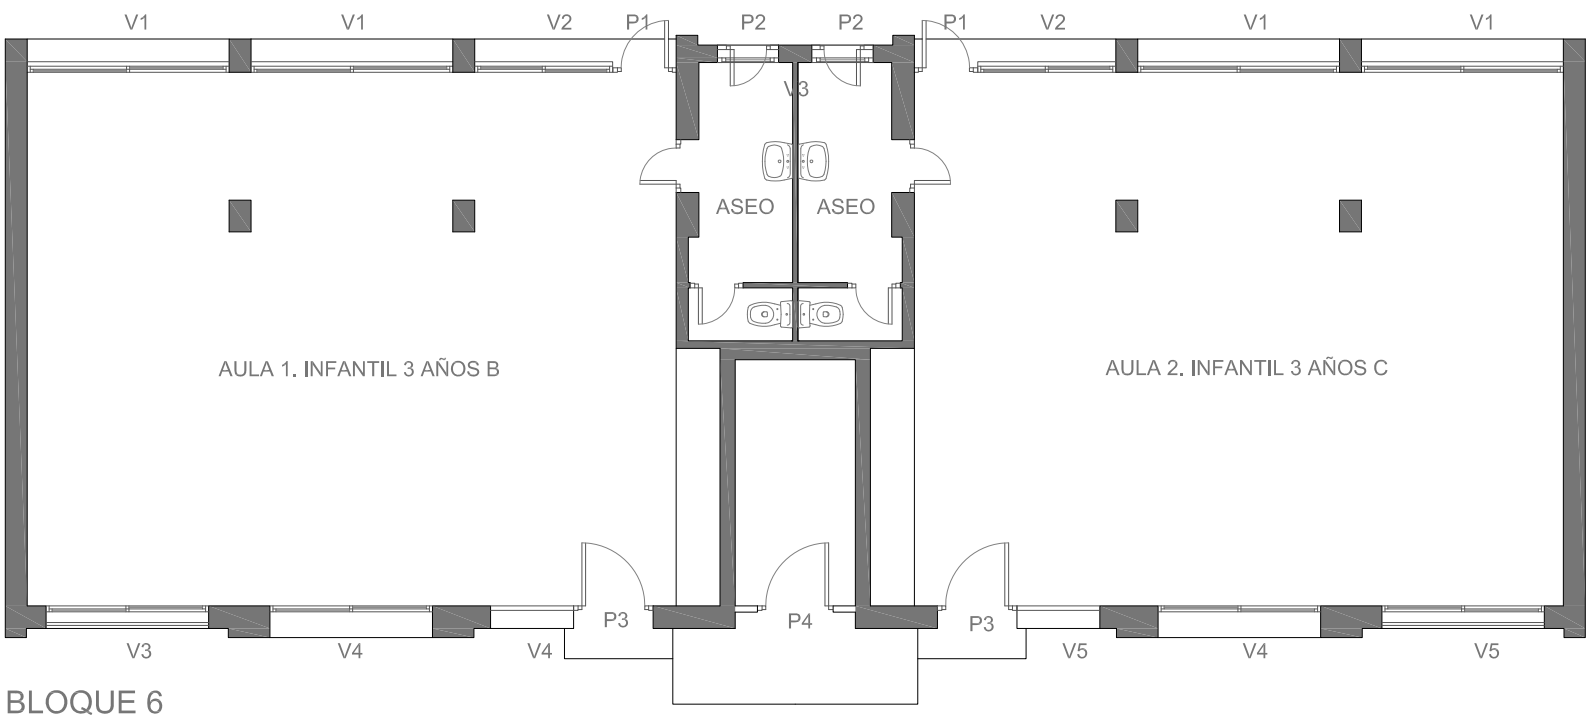 V1 V1 V2 P1 P2 P2 P1 V2 V1 V1
V3
ASEO ASEO
AULA 1. INFANTIL 3 AÑOS B AULA 2. INFANTIL 3 AÑOS C
P3 P4 P3
V3 V4 V4 V5 V4 V5
BLOQUE 6